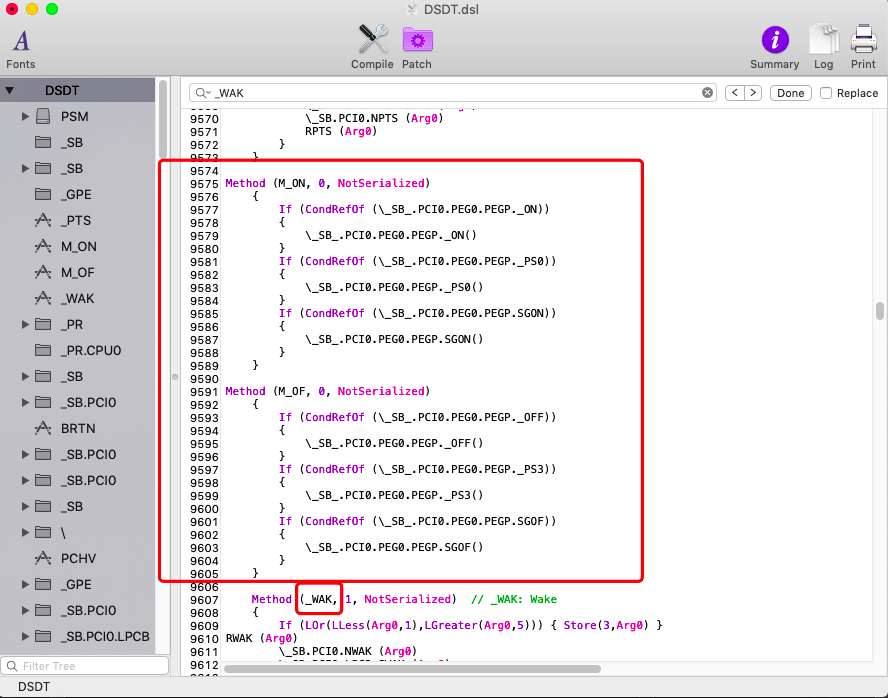 DSDT.dsl
Fonts
Compile
Patch
Summary
Log
Print
DSDT
PSM
_SB
_SB
_GPE
_PTS
M_ON
M_OF
_WAK
_PR
_PR.CPU0
_SB
_SB.PCI0
BRTN
_SB.PCI0
_SB.PCI0
_SB
\
PCHV
_GPE
_SB.PCI0
_SB.PCI0.LPCB
Filter Tree
_WAK
Done
Replace
9570 \_SB.PCI0.NPTS (Arg0)
9571 RPTS (Arg0)
9572 }
9573 }
9574
9575 Method (M_ON, 0, NotSerialized)
9576 {
9577 If (CondRefOf (\_SB_.PCI0.PEG0.PEGP._ON))
9578 {
9579 \_SB_.PCI0.PEG0.PEGP._ON()
9580 }
9581 If (CondRefOf (\_SB_.PCI0.PEG0.PEGP._PS0))
9582 {
9583 \_SB_.PCI0.PEG0.PEGP._PS0()
9584 }
9585 If (CondRefOf (\_SB_.PCI0.PEG0.PEGP.SGON))
9586 {
9587 \_SB_.PCI0.PEG0.PEGP.SGON()
9588 }
9589 }
9590
9591 Method (M_OF, 0, NotSerialized)
9592 {
9593 If (CondRefOf (\_SB_.PCI0.PEG0.PEGP._OFF))
9594 {
9595 \_SB_.PCI0.PEG0.PEGP._OFF()
9596 }
9597 If (CondRefOf (\_SB_.PCI0.PEG0.PEGP._PS3))
9598 {
9599 \_SB_.PCI0.PEG0.PEGP._PS3()
9600 }
9601 If (CondRefOf (\_SB_.PCI0.PEG0.PEGP.SGOF))
9602 {
9603 \_SB_.PCI0.PEG0.PEGP.SGOF()
9604 }
9605 }
9606
9607 Method (_WAK, 1, NotSerialized) // _WAK: Wake
9608 {
9609 If (LOr(LLess(Arg0,1),LGreater(Arg0,5))) { Store(3,Arg0) }
9610 RWAK (Arg0)
9611 \_SB.PCI0.NWAK (Arg0)
9612
DSDT